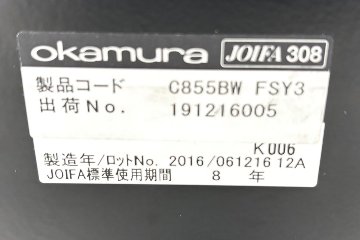 okamura JOIFA 308
製品コード C855BW FSY3
出荷No. 191216005
K006
製造年/ロットNo. 2016/061216 12A
JOIFA標準使用期間 8 年